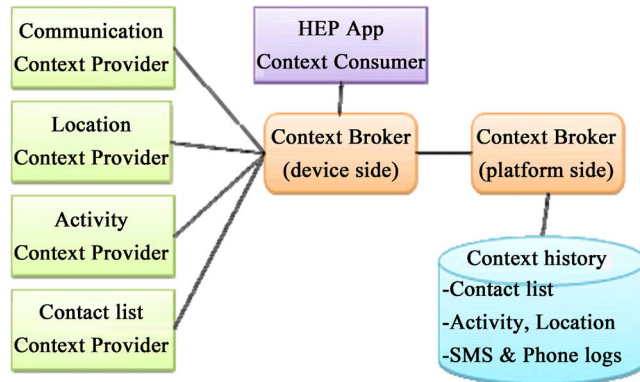 Communication
Context Provider
HEP App
Context Consumer
Location
Context Provider
Context Broker
(device side)
Context Broker
(platform side)
Activity
Context Provider
Contact list
Context Provider
Context history
-Contact list
-Activity, Location
-SMS & Phone logs